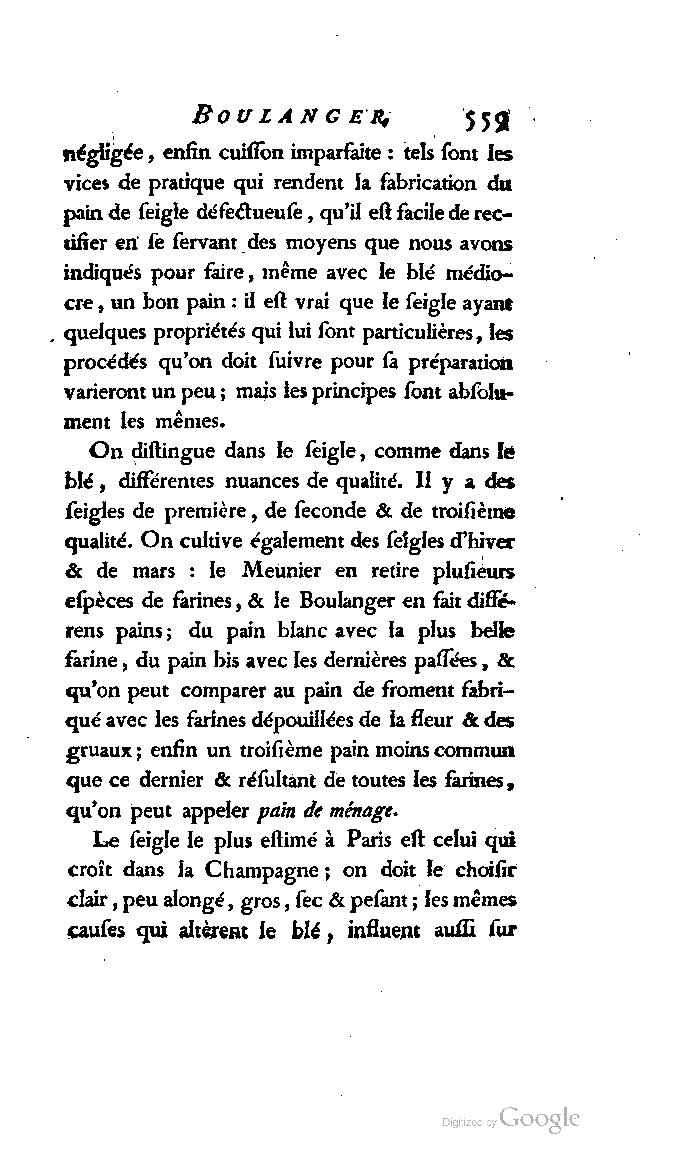 BOULANGER. 559
négligée, enfin cuiſſon imparfaite : tels ſont les
vices de pratique qui rendent la fabrication du
pain de ſeigle défectueuſe, qu'il eſt facile de rec-
tifier en ſe ſervant des moyens que nous avons
indiqués pour faire, même avec le blé médio-
cre, un bon pain : il eſt vrai que le ſeigle ayant
quelques propriétés qui lui ſont particulières, les
procédés qu'on doit ſuivre pour ſa préparation
varieront un peu ; mais les principes ſont abſolu-
ment les mêmes.
On diſtingue dans le ſeigle, comme dans le
blé, différentes nuances de qualité. Il y a des
ſeigles de première, de ſeconde & de troiſième
qualité. On cultive également des ſeigles d'hiver
& de mars : le Meunier en retire pluſieurs
eſpèces de farines, & le Boulanger en fait diffé-
rens pains; du pain blanc avec la plus belle
farine, du pain bis avec les dernières paſſées, &
qu'on peut comparer au pain de froment fabri-
qué avec les farines dépouillées de la fleur & des
gruaux ; enfin un troiſième pain moins commun
que ce dernier & réſultant de toutes les farines,
qu'on peut appeler pain de ménage.
Le ſeigle le plus eſtimé à Paris eſt celui qui
croît dans la Champagne ; on doit le choiſir
clair, peu alongé, gros, ſec & peſant ; les mêmes
cauſes qui altèrent le blé, influent auſſi ſur
Digitized by Google